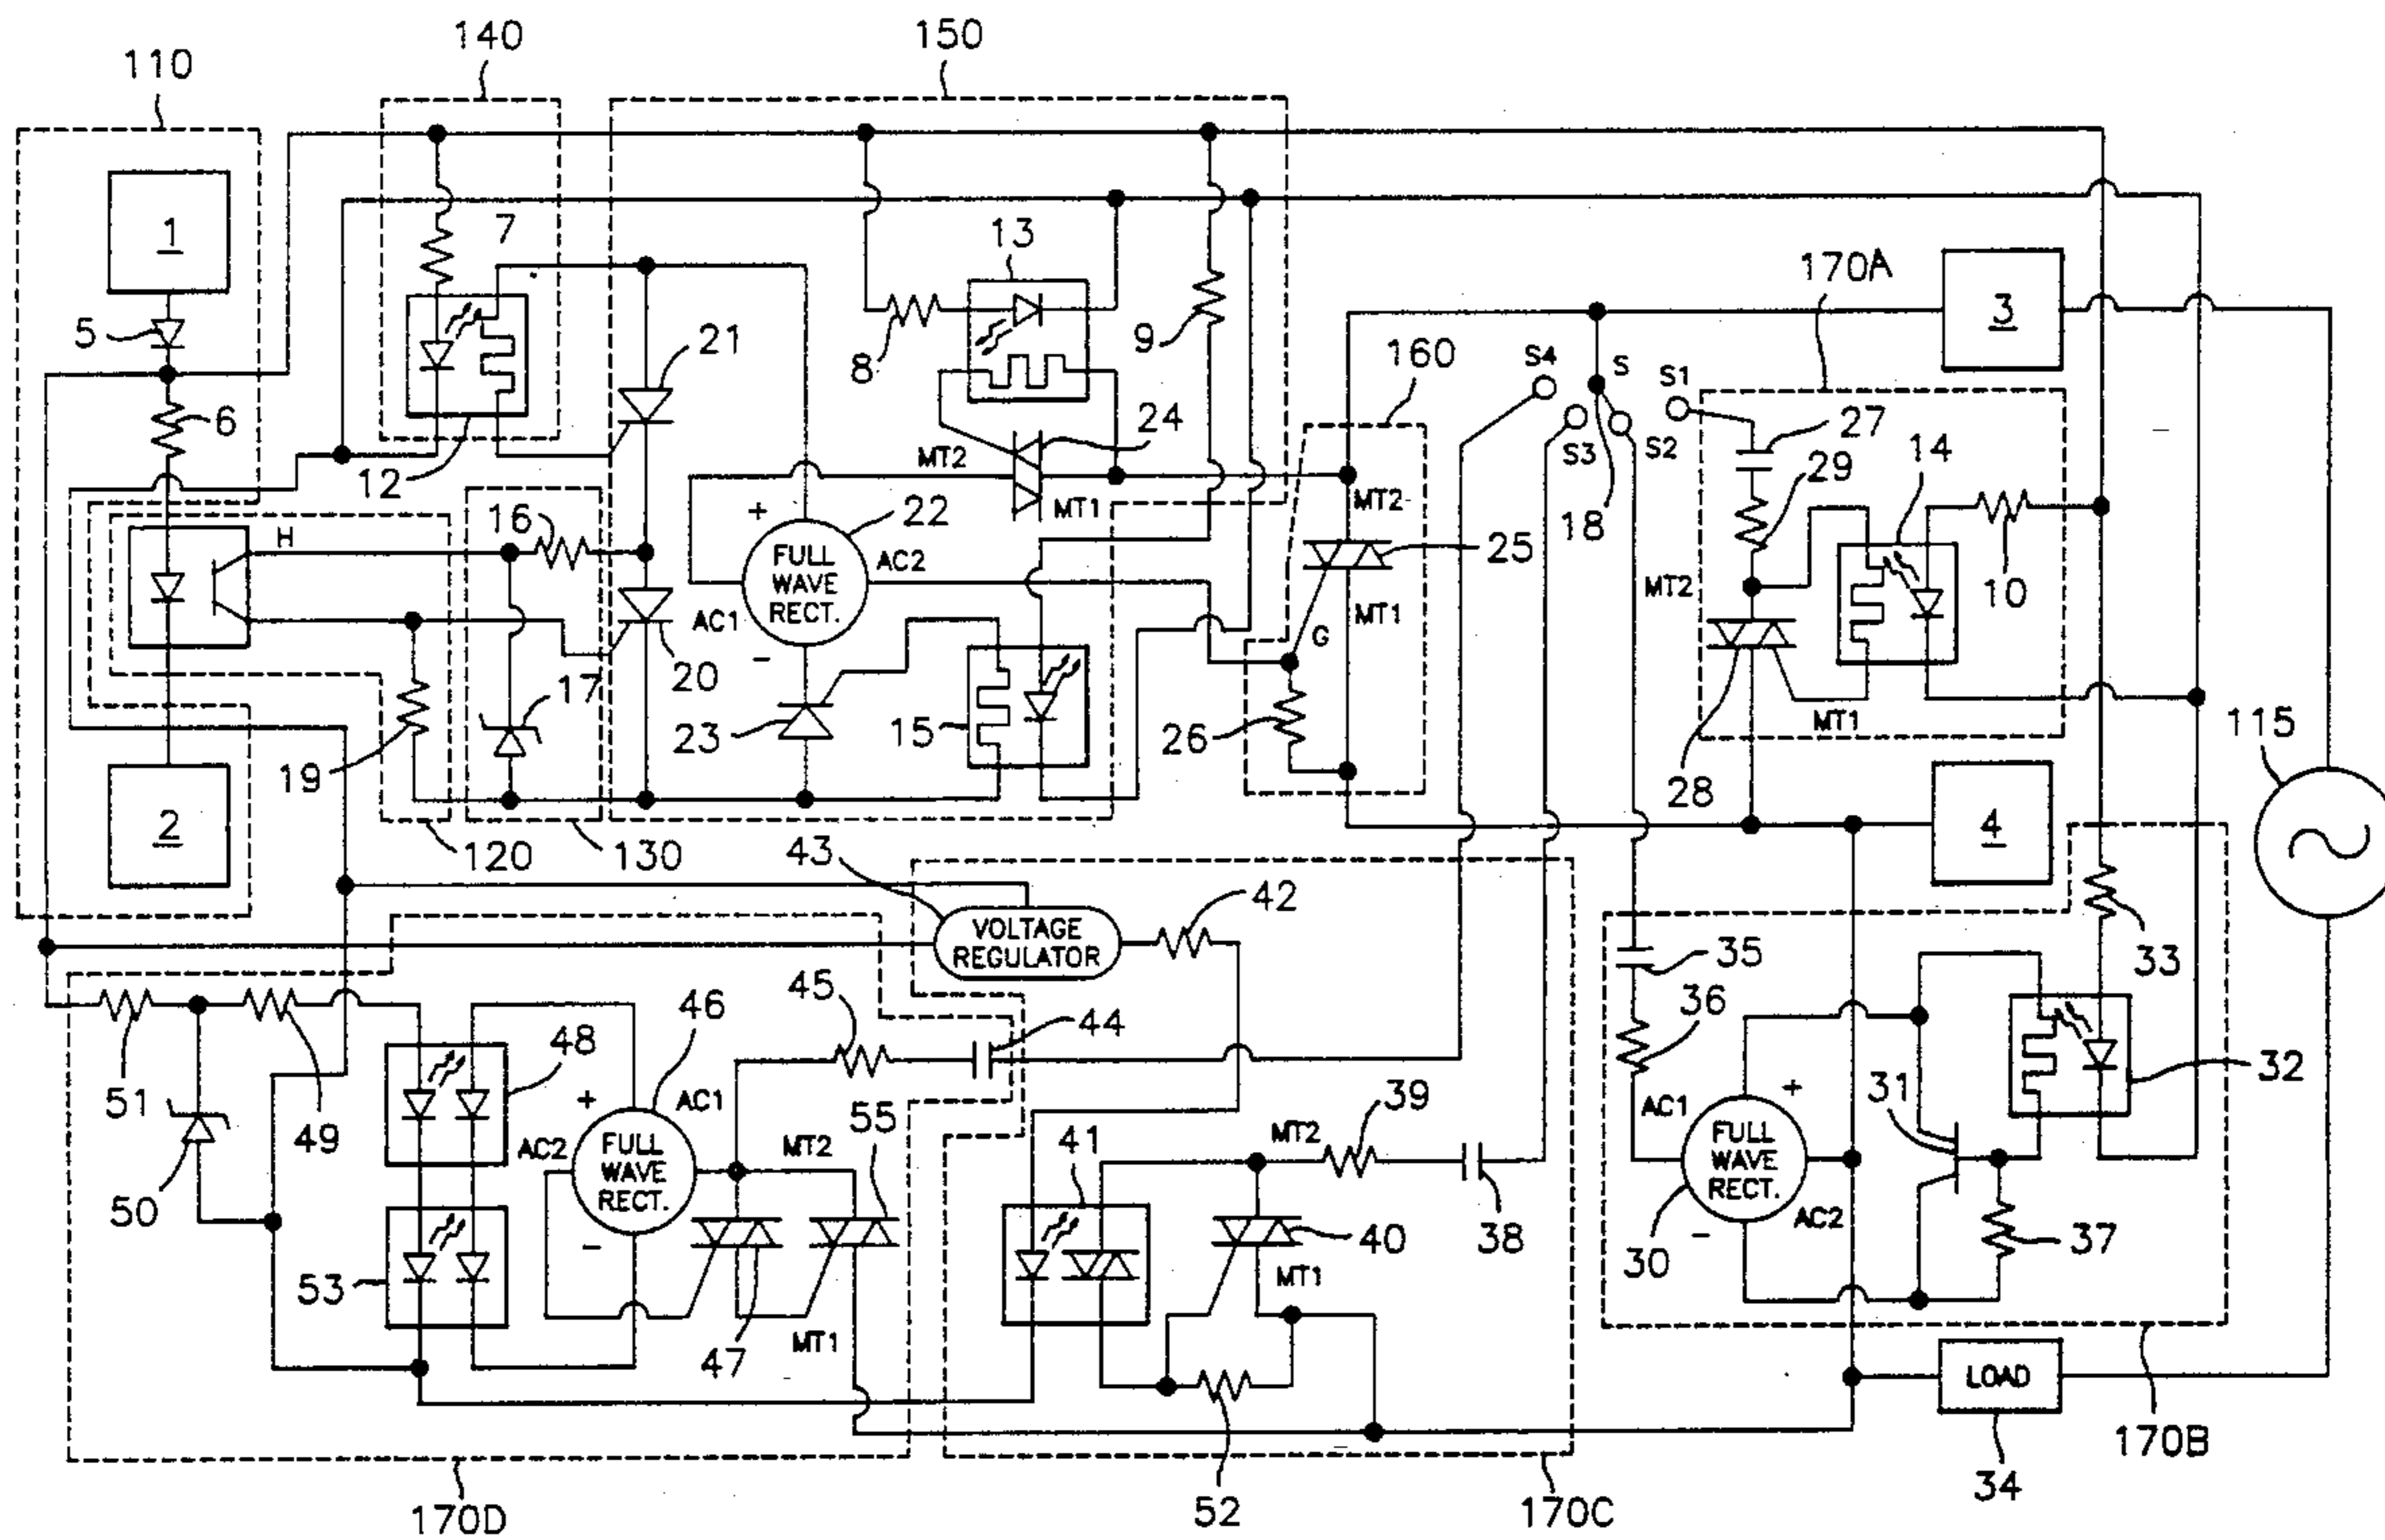 140
150
110
7
13
170A
1
3
5
21
8
9
160
S4
S
S1
6
24
27
14
MT2
S3
S2
12
29
18
16
+
22
MT1
MT2
H
25
FULL WAVE RECT.
AC2
MT2
10
AC1
MT1
G
17
20
−
115
23
15
26
MT1
19
28
2
4
120
130
43
42
VOLTAGE
REGULATOR
33
35
45
46
44
36
48
32
51
+
AC1
39
AC1
+
49
55
31
AC2
FULL
WAVE
RECT.
MT2
41
MT2
FULL
WAVE
RECT.
50
−
40
38
30
AC2
−
37
53
MT1
47
MT1
LOAD
170B
34
170D
52
170C